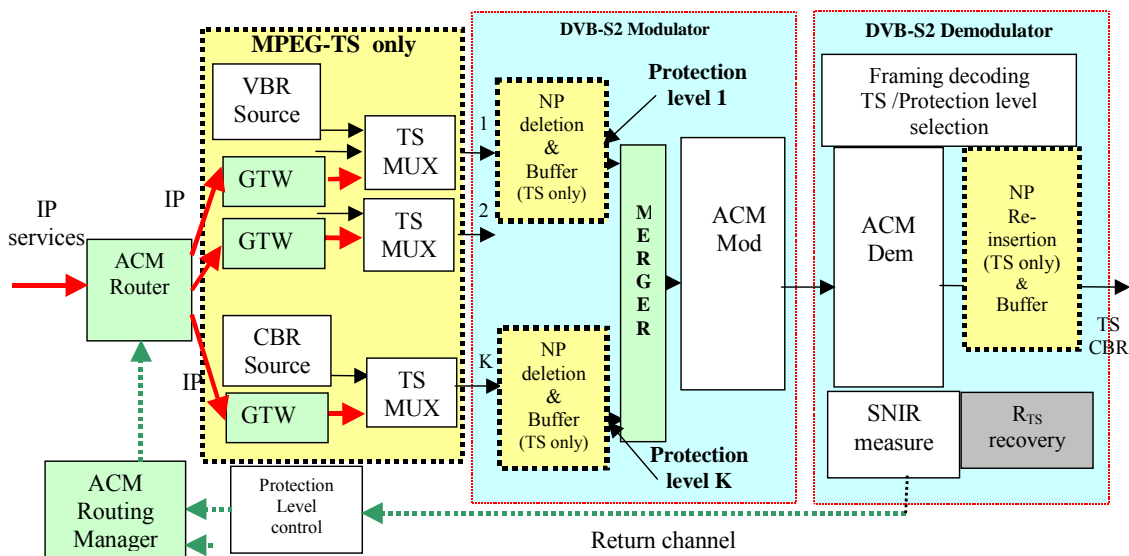 MPEG-TS only
VBR
Source
TS
MUX
GTW
IP
IP
services
GTW
TS
MUX
ACM
Router
CBR
Source
IP
GTW
TS
MUX
ACM
Routing
Manager
Protection
Level
control
Return channel
DVB-S2 Modulator
Protection
level 1
1
NP
deletion
&
Buffer
(TS only)
2
MERGER
ACM
Mod
K
NP
deletion
&
Buffer
(TS only)
Protection
level K
DVB-S2 Demodulator
Framing decoding
TS /Protection level
selection
ACM
Dem
NP
Re-
insertion
(TS only)
&
Buffer
TS
CBR
SNIR
measure
RTS
recovery